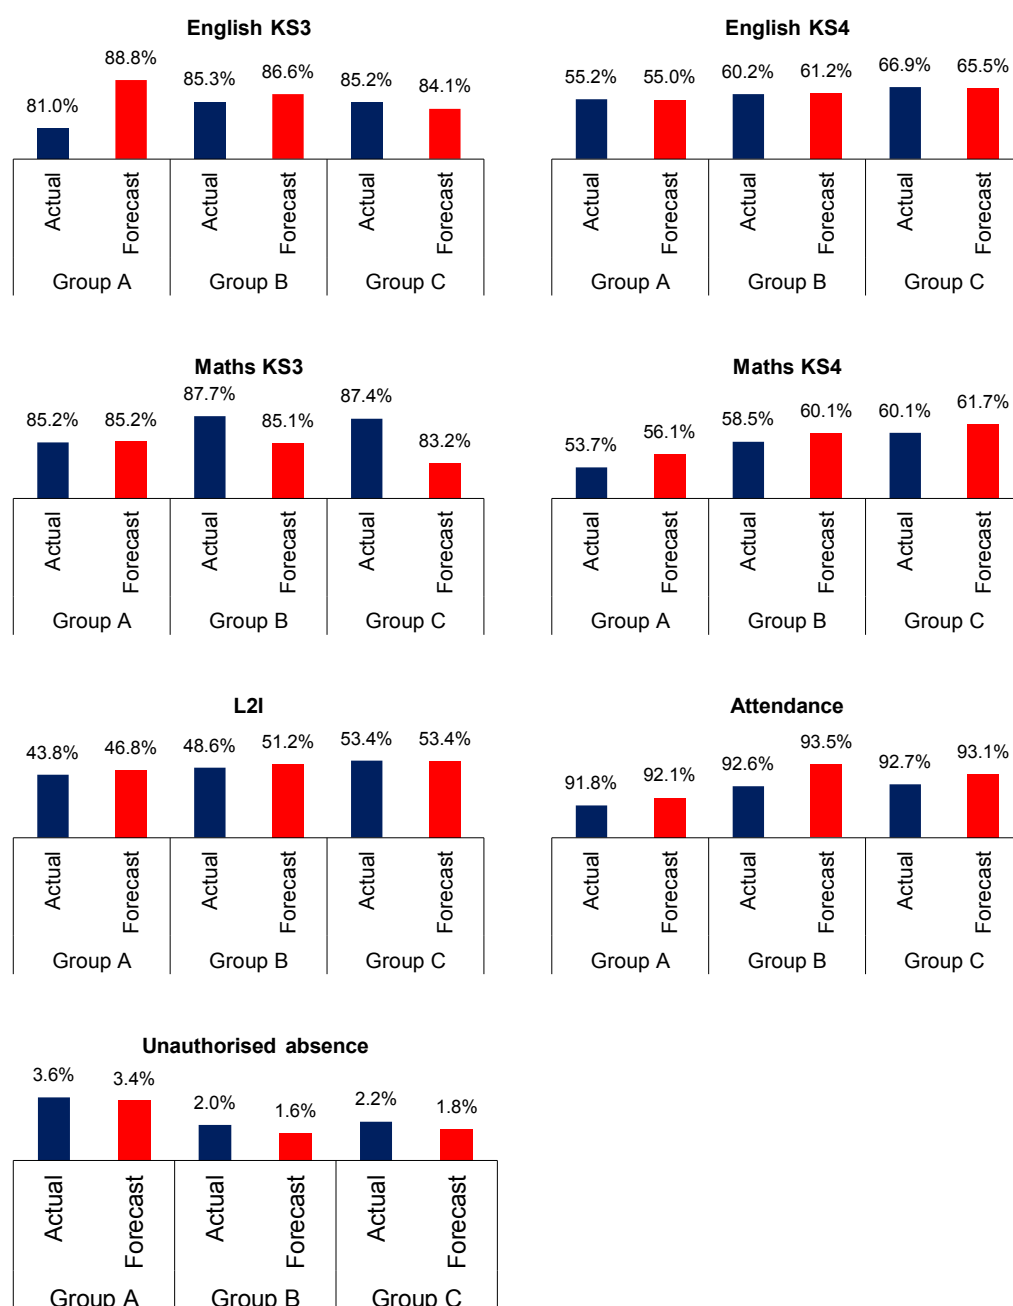 English KS3
88.8%
81.0%
85.3%
86.6%
85.2%
84.1%
Actual
Forecast
Actual
Forecast
Actual
Forecast
Group A
Group B
Group C
English KS4
55.2%
55.0%
60.2%
61.2%
66.9%
65.5%
Actual
Forecast
Actual
Forecast
Actual
Forecast
Group A
Group B
Group C
Maths KS3
85.2%
85.2%
87.7%
85.1%
87.4%
83.2%
Actual
Forecast
Actual
Forecast
Actual
Forecast
Group A
Group B
Group C
Maths KS4
53.7%
56.1%
58.5%
60.1%
60.1%
61.7%
Actual
Forecast
Actual
Forecast
Actual
Forecast
Group A
Group B
Group C
L2I
43.8%
46.8%
48.6%
51.2%
53.4%
53.4%
Actual
Forecast
Actual
Forecast
Actual
Forecast
Group A
Group B
Group C
Attendance
91.8%
92.1%
92.6%
93.5%
92.7%
93.1%
Actual
Forecast
Actual
Forecast
Actual
Forecast
Group A
Group B
Group C
Unauthorised absence
3.6%
3.4%
2.0%
1.6%
2.2%
1.8%
Actual
Forecast
Actual
Forecast
Actual
Forecast
Group A
Group B
Group C